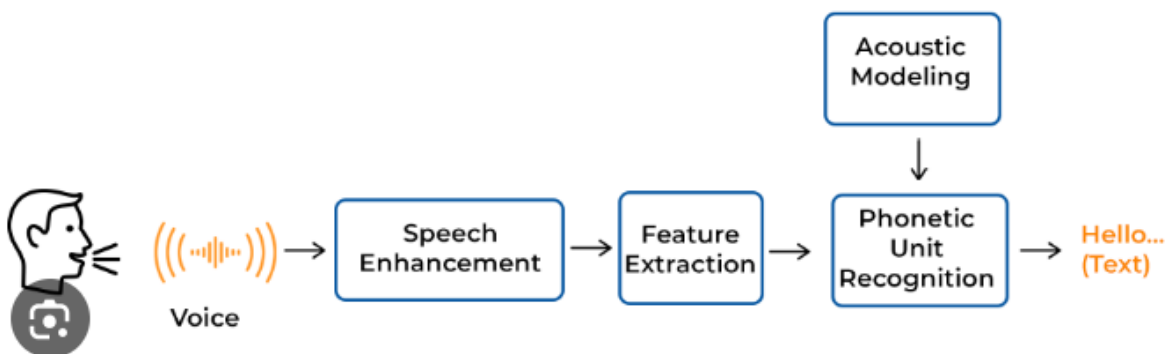 Acoustic
Modeling
Speech
Enhancement
Feature
Extraction
Phonetic
Unit
Recognition
Hello...
(Text)
Voice